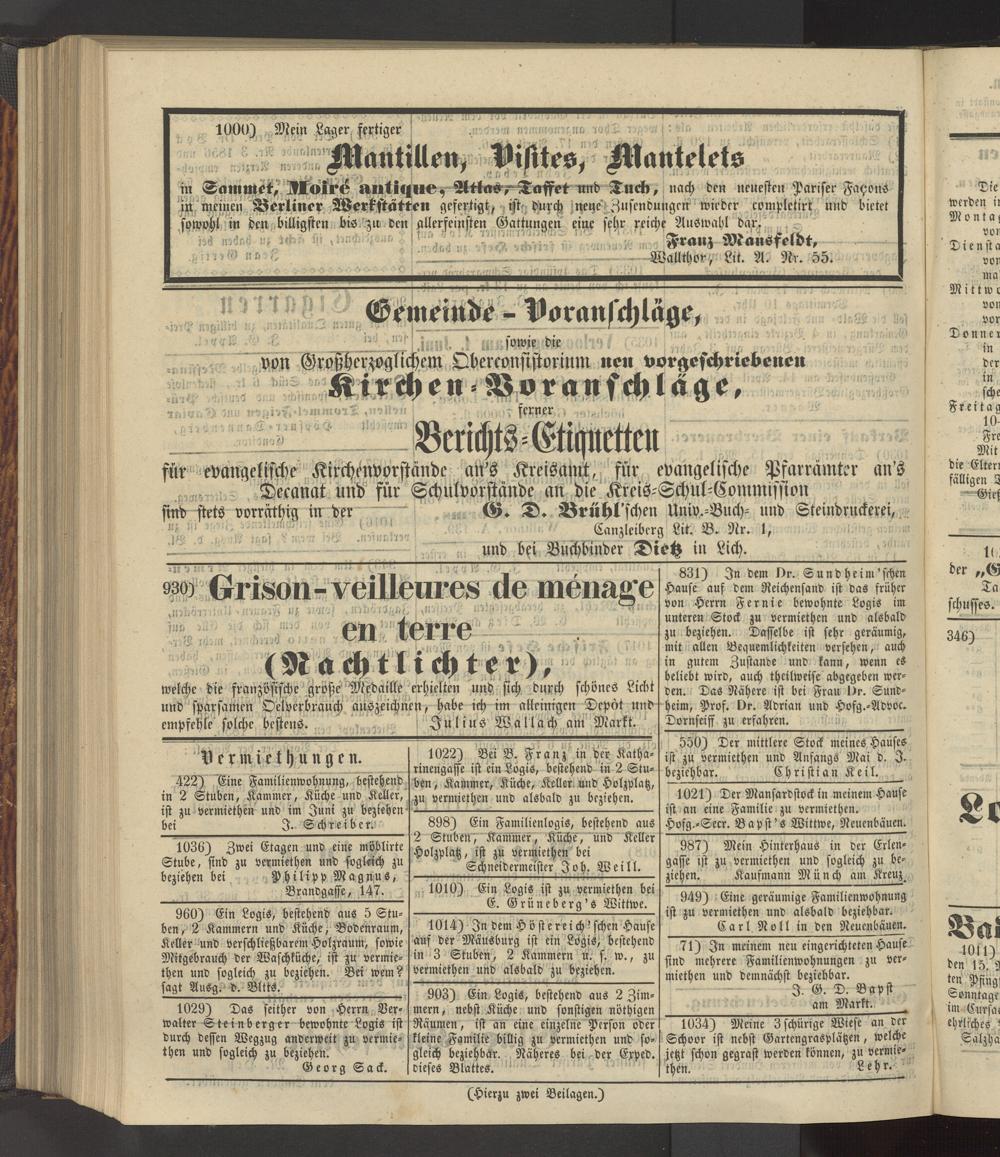 1000) Mein Lager fertiger
Mantillen, Visites, Mantelets
in Sammet, Moiré antique, Atlas, Taffet und Tuch, nach den neuesten Pariser Façons
in meinen Berliner Werkstätten gefertigt, ist durch neue Zusendungen wieder completirt und bietet
sowohl in den billigsten bis zu den allerfeinsten Gattungen eine sehr reiche Auswahl dar.
Franz Mansfeldt,
Wallthor, Lit. A. Nr. 55.
Gemeinde-Voranschläge,
sowie die
von Großherzoglichem Oberconsistorium neu vorgeschriebenen
Kirchen-Voranschläge,
ferner
Berichts-Etiquetten
für evangelische Kirchenvorstände an's Kreisamt, für evangelische Pfarrämter an's
Decanat und für Schulvorstände an die Kreis-Schul-Commission
sind stets vorräthig in der G. D. Brühl'schen Univ.-Buch- und Steindruckerei,
Canzleiberg Lit. B. Nr. 1,
und bei Buchbinder Dietz in Lich.
930) Grison-veilleures de ménage
en terre
(Nachtlichter),
welche die französische große Medaille erhielten und sich durch schönes Licht
und sparsamen Oelverbrauch auszeichnen, habe ich im alleinigen Depôt und
empfehle solche bestens. Julius Wallach am Markt.
Vermiethungen.
422) Eine Familienwohnung, bestehend
in 2 Stuben, Kammer, Küche und Keller,
ist zu vermiethen und im Juni zu beziehen
bei J. Schreiber.
1036) Zwei Etagen und eine möblirte
Stube, sind zu vermiethen und sogleich zu
beziehen bei Philipp Magnus,
Brandgasse, 147.
960) Ein Logis, bestehend aus 5 Stu-
ben, 2 Kammern und Küche, Bodenraum,
Keller und verschließbarem Holzraum, sowie
Mitgebrauch der Waschküche, ist zu vermie-
then und sogleich zu beziehen. Bei wem?
sagt Ausg. d. Bltts.
1029) Das seither von Herrn Ver-
walter Steinberger bewohnte Logis ist
durch dessen Wegzug anderweit zu vermie-
then und sogleich zu beziehen.
Georg Sack.
1022) Bei B. Franz in der Katha-
rinengasse ist ein Logis, bestehend in 2 Stu-
ben, Kammer, Küche, Keller und Holzplatz,
zu vermiethen und alsbald zu beziehen.
898) Ein Familienlogis, bestehend aus
2 Stuben, Kammer, Küche, und Keller
Holzplatz, ist zu vermiethen bei
Schneidermeister Joh. Weill.
1010) Ein Logis ist zu vermiethen bei
E. Grüneberg's Wittwe.
1014) In dem Hösterreich'schen Hause
auf der Mäusburg ist ein Logis, bestehend
in 3 Stuben, 2 Kammern u. s. w., zu
vermiethen und alsbald zu beziehen.
903) Ein Logis, bestehend aus 2 Zim-
mern, nebst Küche und sonstigen nöthigen
Räumen, ist an eine einzelne Person oder
kleine Familie billig zu vermiethen und so-
gleich beziehbar. Näheres bei der Exped.
dieses Blattes.
831) In dem Dr. Sundheim'schen
Hause auf dem Reichensand ist das früher
von Herrn Fernie bewohnte Logis im
unteren Stock zu vermiethen und alsbald
zu beziehen. Dasselbe ist sehr geräumig,
mit allen Bequemlichkeiten versehen, auch
in gutem Zustande und kann, wenn es
beliebt wird, auch theilweise abgegeben wer-
den. Das Nähere ist bei Frau Dr. Sund-
heim, Prof. Dr. Adrian und Hofg.-Advoc.
Dornseiff zu erfahren.
550) Der mittlere Stock meines Hauses
ist zu vermiethen und Anfangs Mai d. J.
beziehbar. Christian Keil.
1021) Der Mansardstock in meinem Hause
ist an eine Familie zu vermiethen.
Hofg.-Secr. Bapst's Wittwe, Neuenbäuen.
987) Mein Hinterhaus in der Erlen-
gasse ist zu vermiethen und sogleich zu be-
ziehen. Kaufmann Münch am Kreuz.
949) Eine geräumige Familienwohnung
ist zu vermiethen und alsbald beziehbar.
Carl Noll in den Neuenbäuen.
71) In meinem neu eingerichteten Hause
sind mehrere Familienwohnungen zu ver-
miethen und demnächst beziehbar.
J. G. D. Bapst
am Markt.
1034) Meine 3schürige Wiese an der
Schoor ist nebst Gartengrasplätzen, welche
jetzt schon gegrast werden können, zu vermie-
then. Lehr.
(Hierzu zwei Beilagen.)